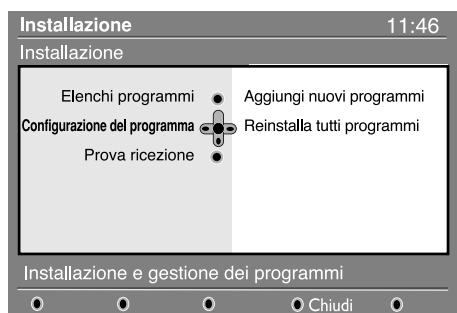 Installazione 11:46
Installazione
Elenchi programmi
Configurazione del programma
Prova ricezione
Aggiungi nuovi programmi
Reinstalla tutti programmi
Installazione e gestione dei programmi
Chiudi